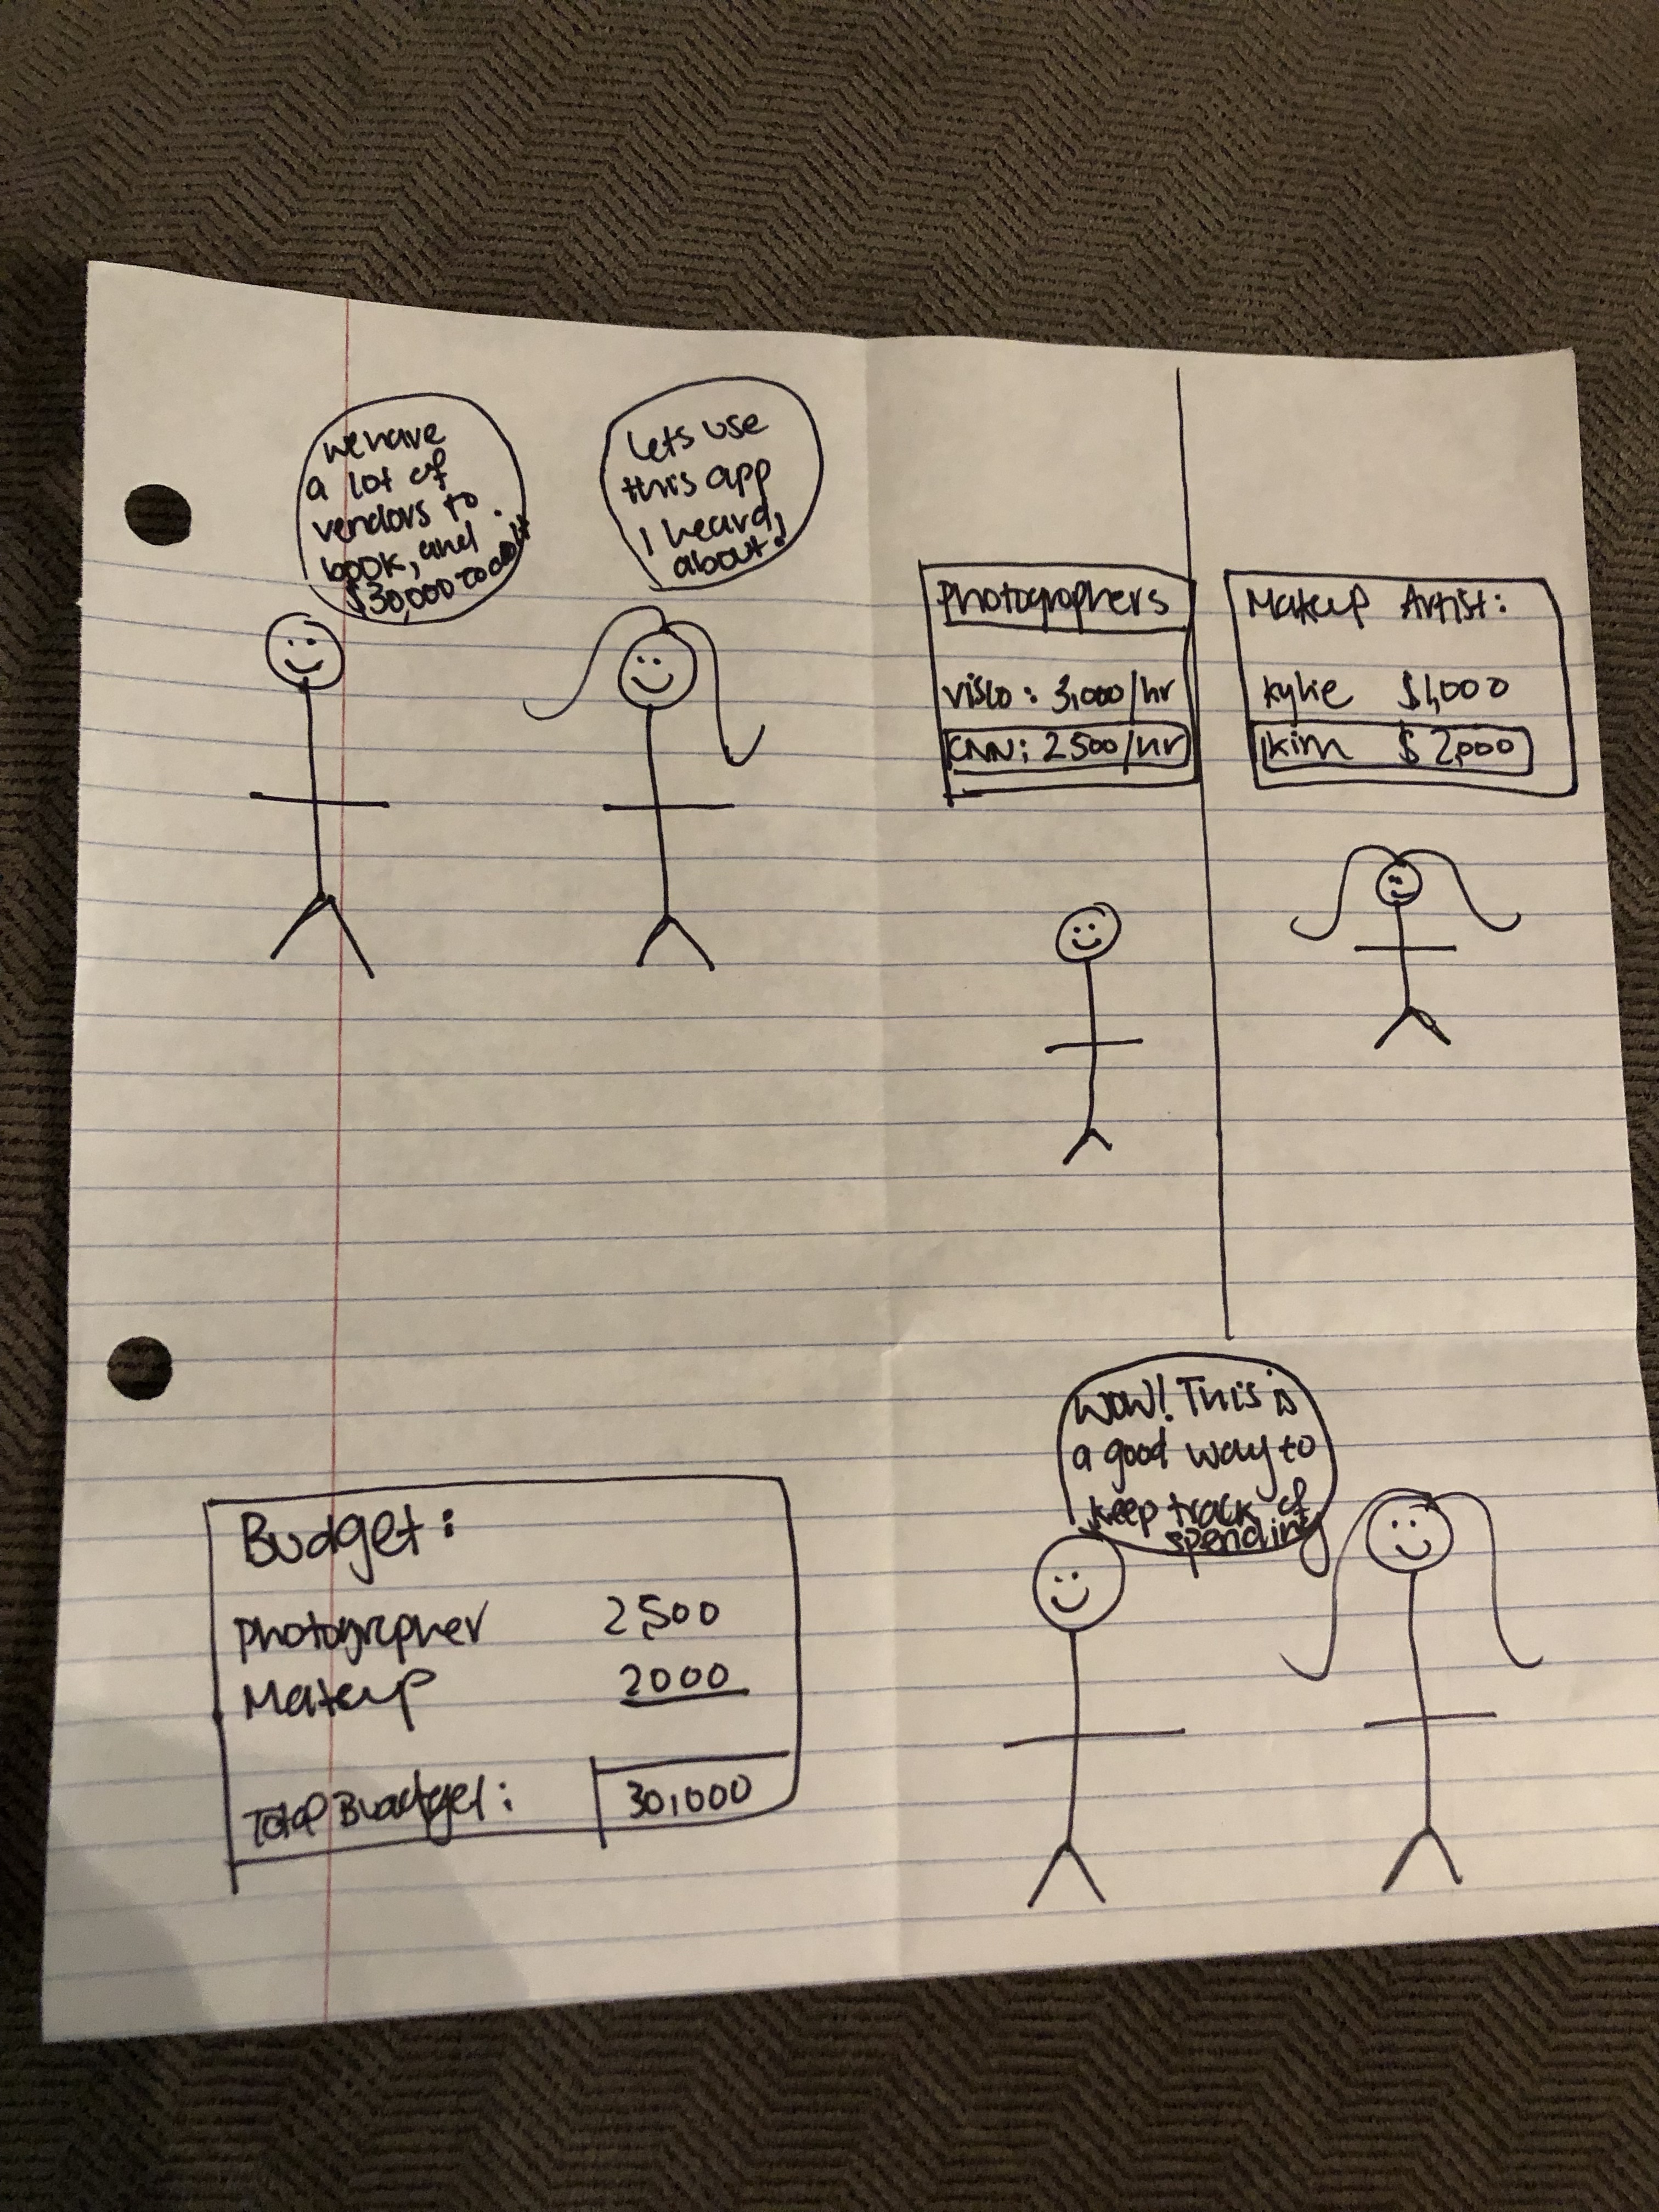 we have
a lot of
vendors to
book, and
$30,000 to do it.
Lets use
this app
I heard
about!
Photographers
Visco: 3,000/hr
CNN: 2500/hr
Makeup Artist:
Kylie $1,000
Kim $2,000
Budget:
Photographer 2,500
Makeup 2000
Total Buadgel: 30,000
WOW! This is
a good way to
keep track of
spending